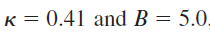 κ = 0.41 and B = 5.0.